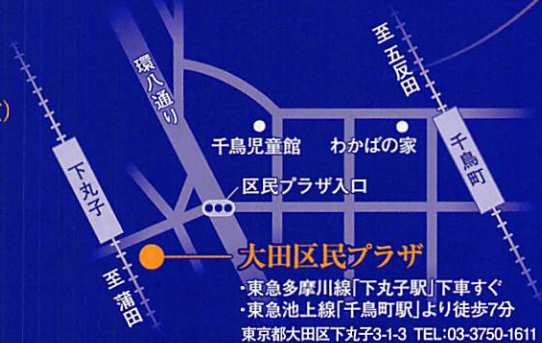 至 五反田
環八通り
千鳥児童館
わかばの家
千鳥町
下丸子
区民プラザ入口
大田区民プラザ
至 蒲田
・東急多摩川線「下丸子駅」下車すぐ
・東急池上線「千鳥町駅」より徒歩7分
東京都大田区下丸子3-1-3 TEL:03-3750-1611